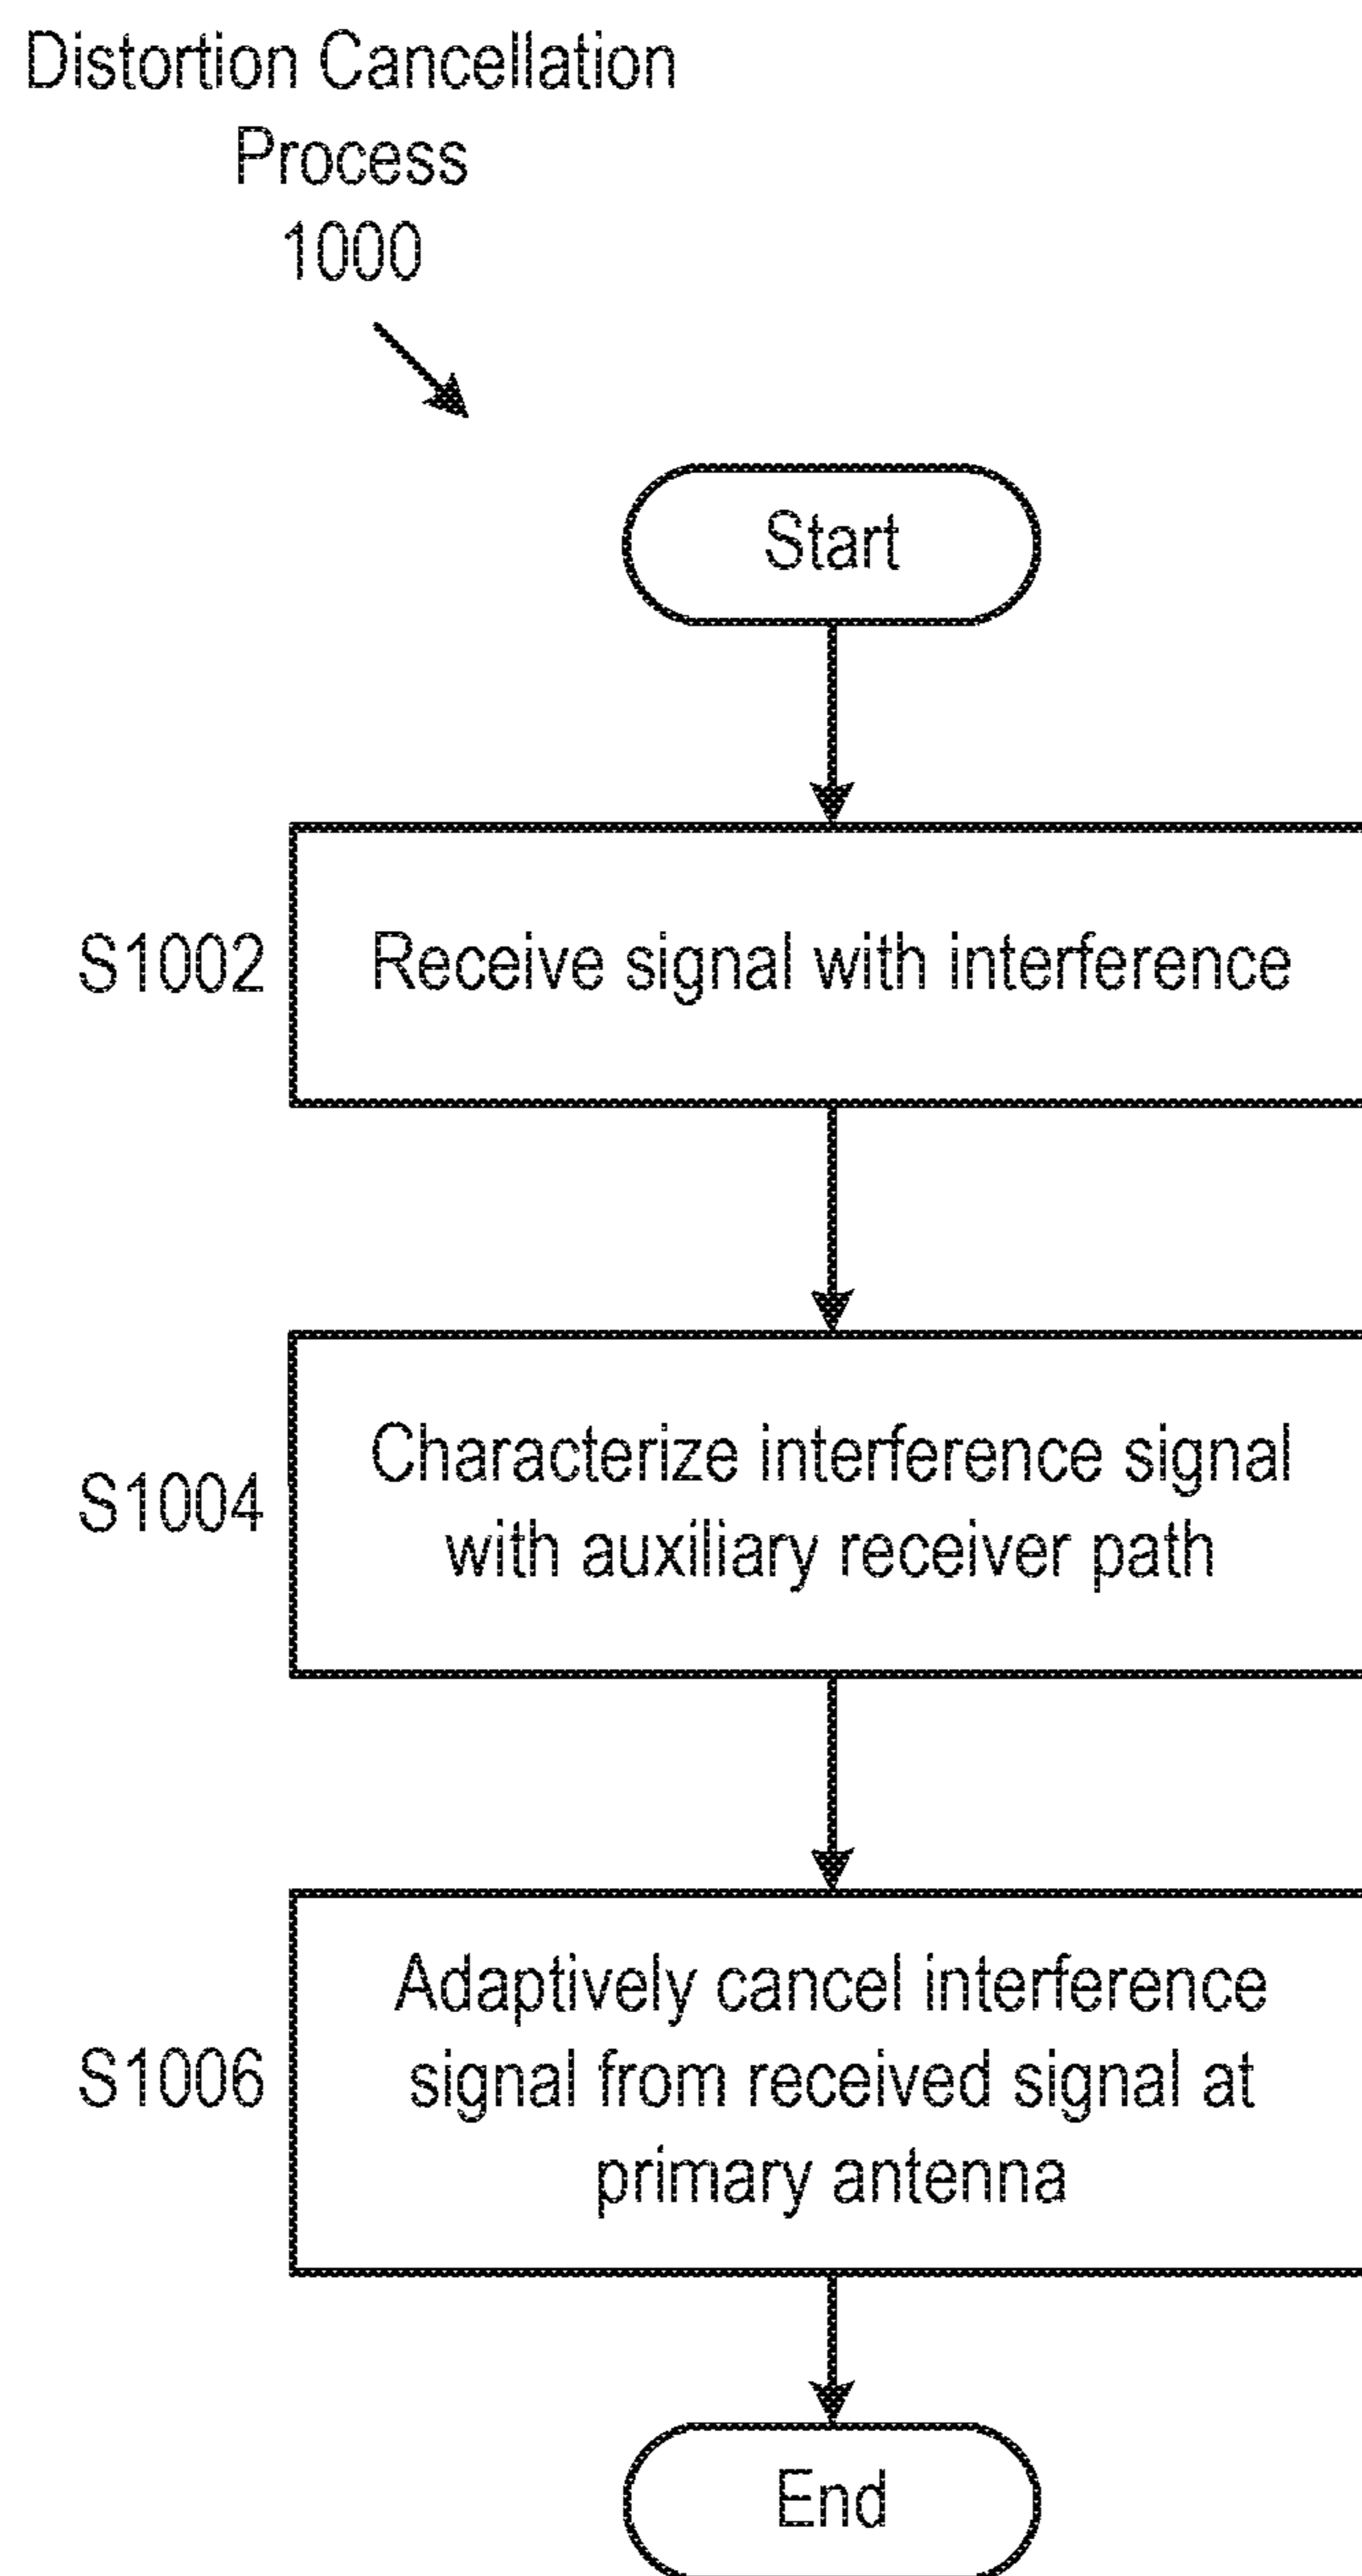 Distortion Cancellation
Process
1000
Start
S1002
Receive signal with interference
S1004
Characterize interference signal
with auxiliary receiver path
S1006
Adaptively cancel interference
signal from received signal at
primary antenna
End